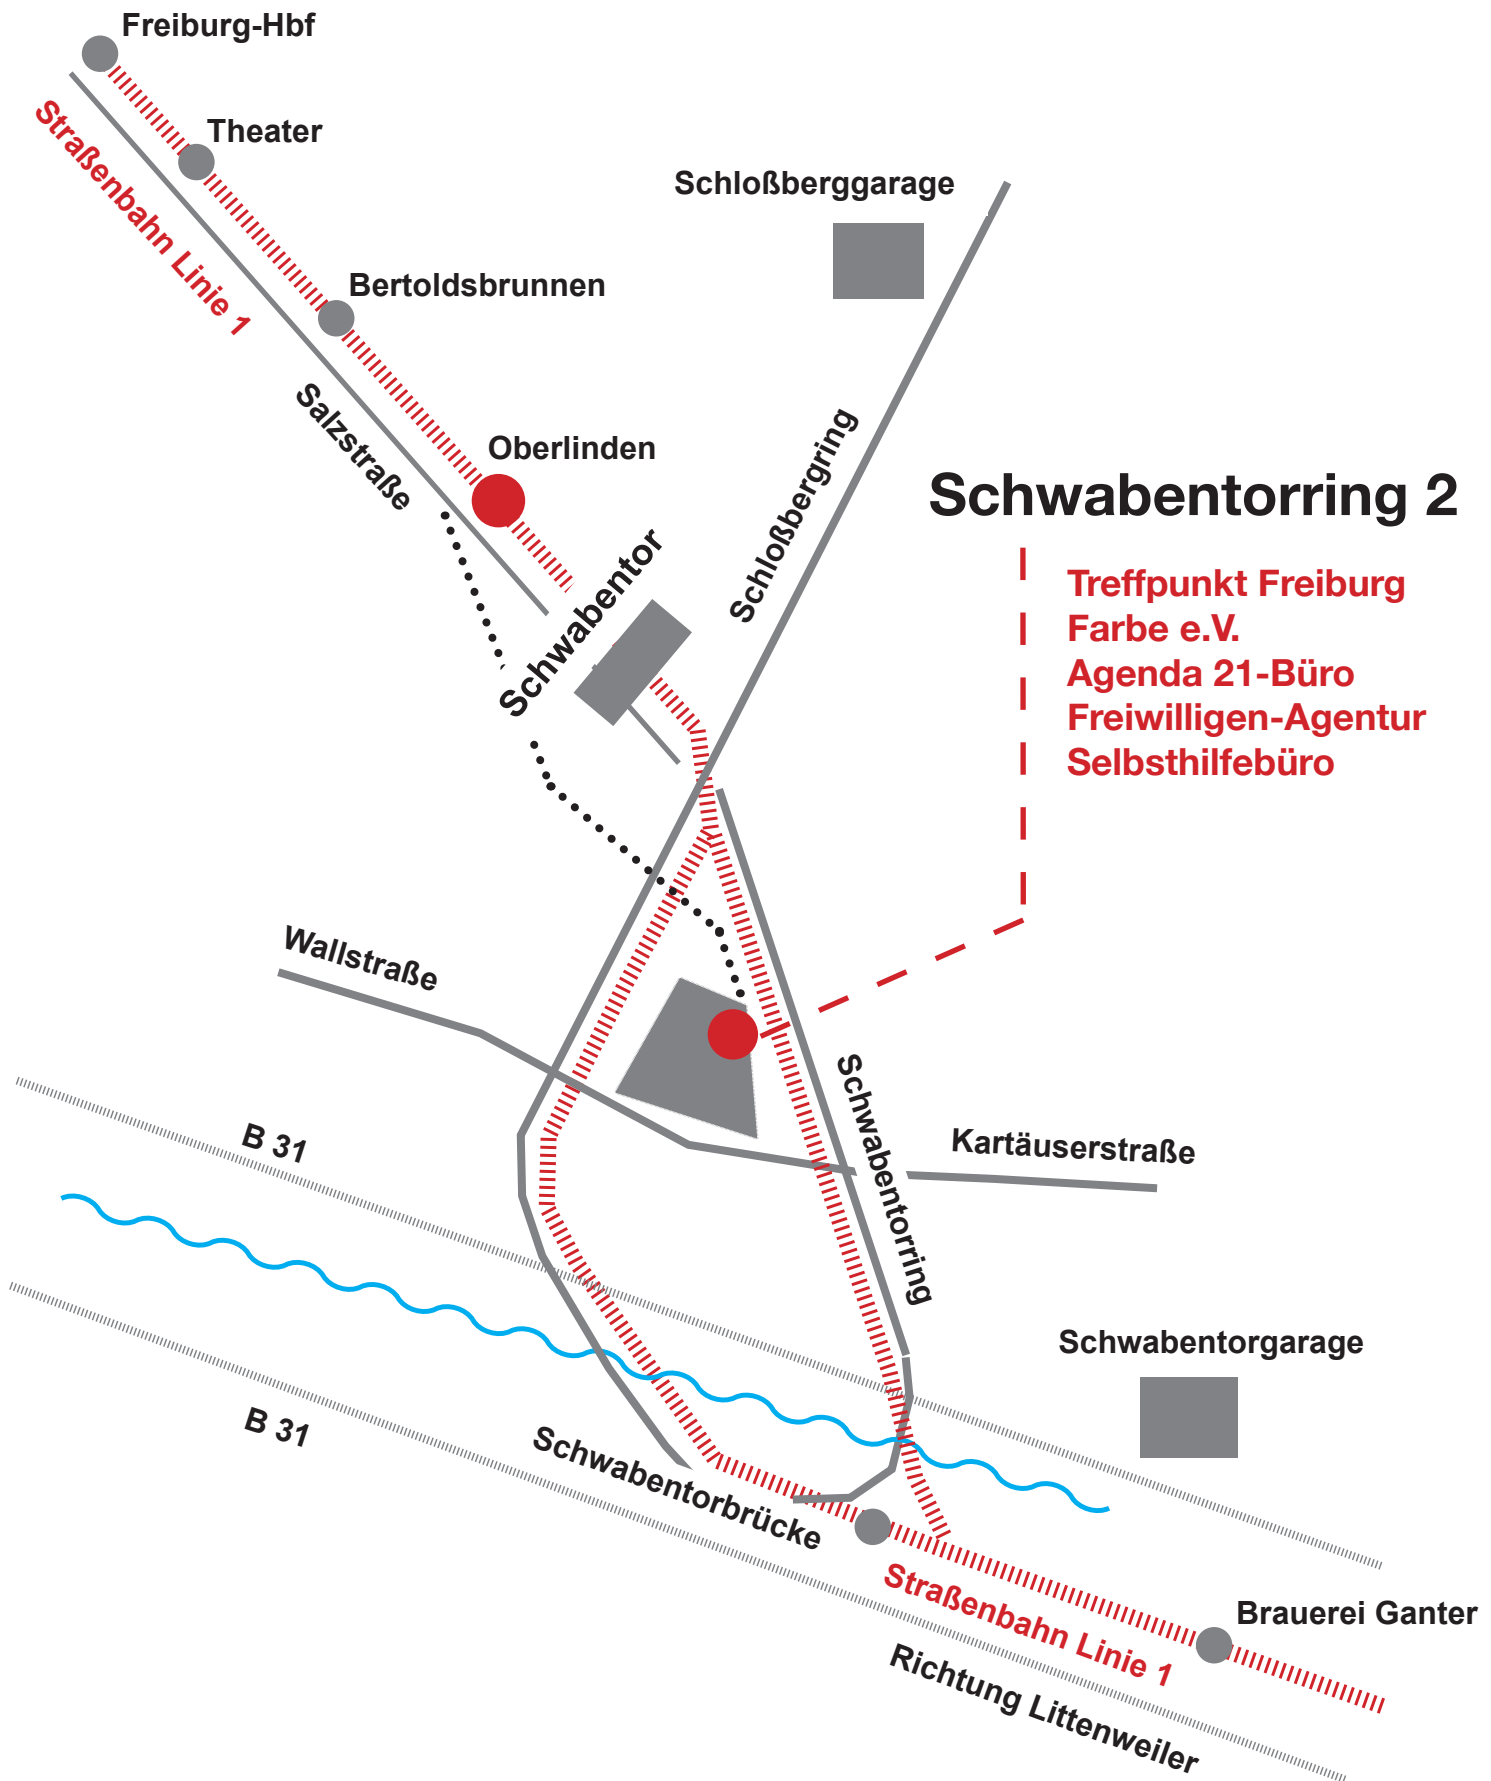 Freiburg-Hbf
Theater
Straßenbahn Linie 1
Schloßberggarage
Bertoldsbrunnen
Salzstraße
Oberlinden
Schloßbergring
Schwabentorring 2
Schwabentor
Treffpunkt Freiburg
Farbe e.V.
Agenda 21-Büro
Freiwilligen-Agentur
Selbsthilfebüro
Wallstraße
Schwabentorring
B 31
Kartäuserstraße
Schwabentorgarage
B 31
Schwabentorbrücke
Straßenbahn Linie 1
Brauerei Ganter
Richtung Littenweiler